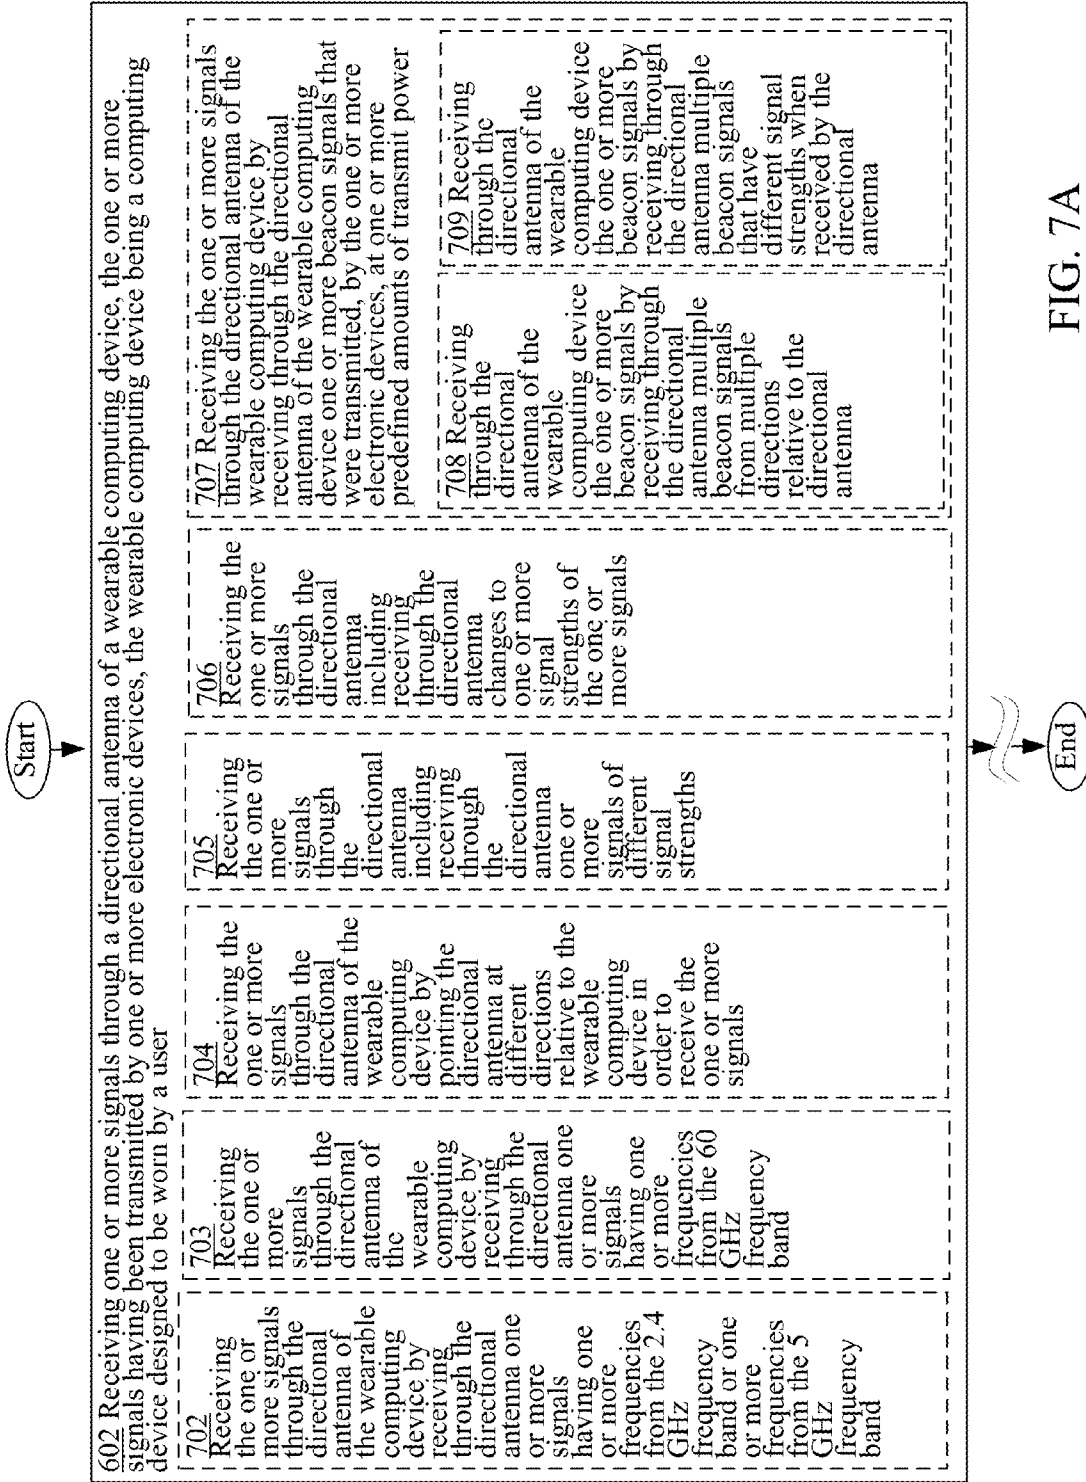 Start
602 Receiving one or more signals through a directional antenna of a wearable computing device, the one or more
signals having been transmitted by one or more electronic devices, the wearable computing device being a computing
device designed to be worn by a user
702
Receiving
the one or
more signals
through the
directional
antenna of
the wearable
computing
device by
receiving
through the
directional
antenna one
or more
signals
having one
or more
frequencies
from the 2.4
GHz
frequency
band or one
or more
frequencies
from the 5
GHz
frequency
band
703
Receiving
the one or
more
signals
through the
directional
antenna of
the
wearable
computing
device by
receiving
through the
directional
antenna one
or more
signals
having one
or more
frequencies
from the 60
GHz
frequency
band
704
Receiving the
one or more
signals
through the
directional
antenna of the
wearable
computing
device by
pointing the
directional
antenna at
different
directions
relative to the
wearable
computing
device in
order to
receive the
one or more
signals
705
Receiving
the one or
more
signals
through
the
directional
antenna
including
receiving
through
the
directional
antenna
one or
more
signals of
different
signal
strengths
706
Receiving the
one or more
signals
through the
directional
antenna
including
receiving
through the
directional
antenna
changes to
one or more
signal
strengths of
the one or
more signals
707 Receiving the one or more signals
through the directional antenna of the
wearable computing device by
receiving through the directional
antenna of the wearable computing
device one or more beacon signals that
were transmitted, by the one or more
electronic devices, at one or more
predefined amounts of transmit power
708 Receiving
through the
directional
antenna of the
wearable
computing device
the one or more
beacon signals by
receiving through
the directional
antenna multiple
beacon signals
from multiple
directions
relative to the
directional
antenna
709 Receiving
through the
directional
antenna of the
wearable
computing device
the one or more
beacon signals by
receiving through
the directional
antenna multiple
beacon signals
that have
different signal
strengths when
received by the
directional
antenna
End
FIG. 7A